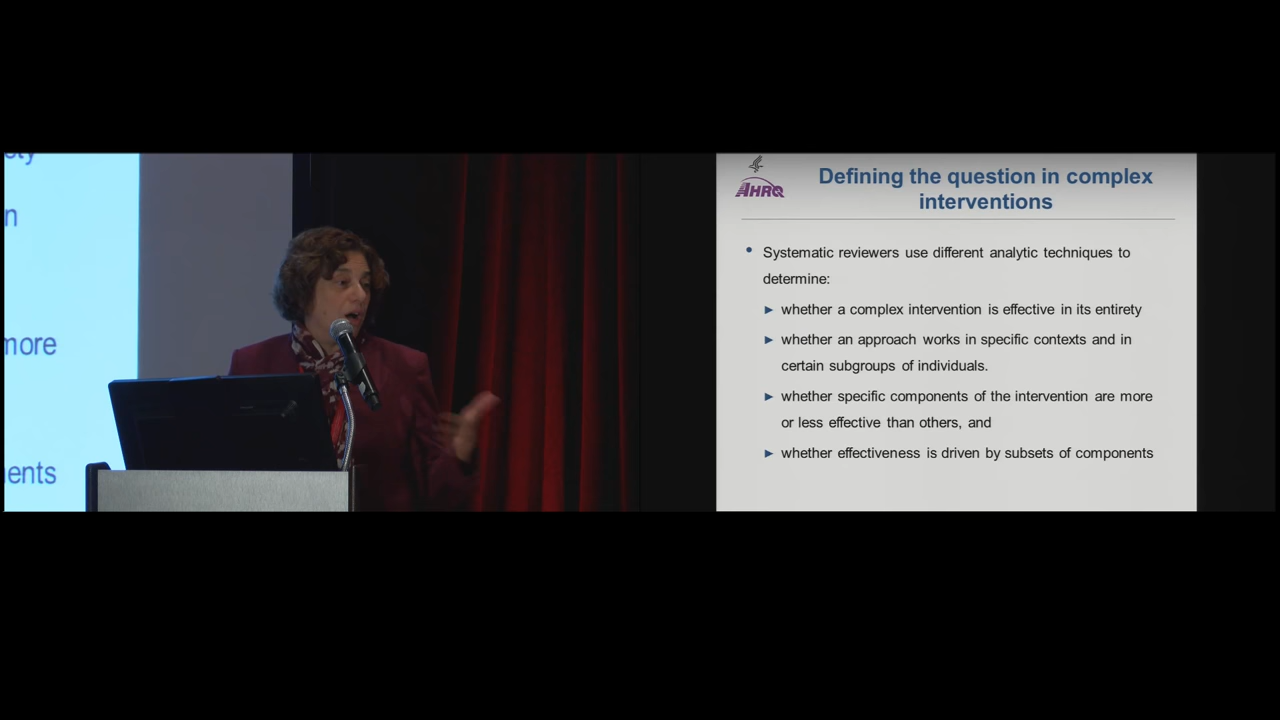 n
more
AHRQ
Defining the question in complex
interventions
• Systematic reviewers use different analytic techniques to
determine:
► whether a complex intervention is effective in its entirety
► whether an approach works in specific contexts and in
certain subgroups of individuals.
► whether specific components of the intervention are more
or less effective than others, and
► whether effectiveness is driven by subsets of components